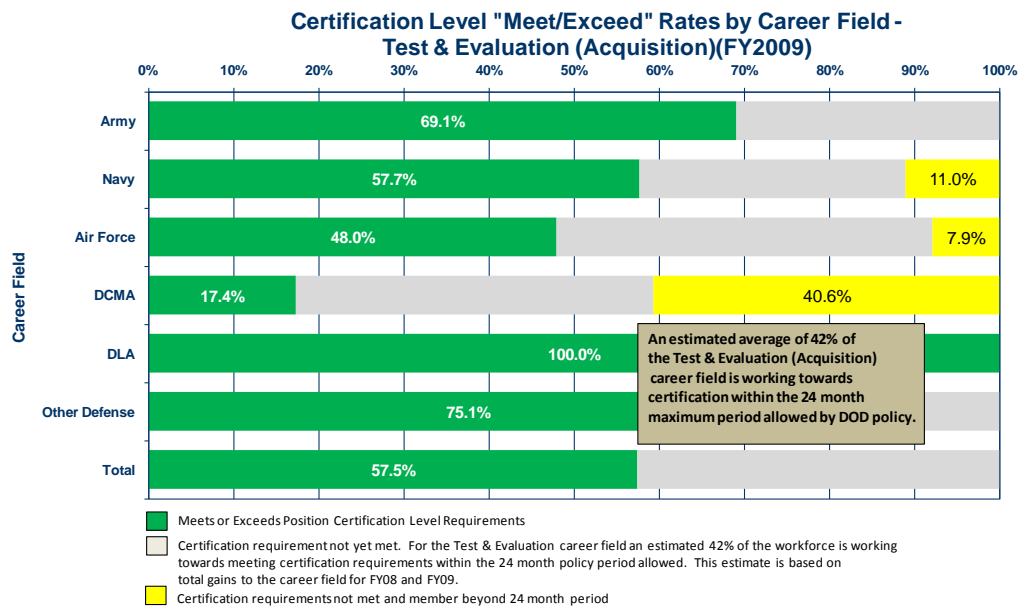 Certification Level "Meet/Exceed" Rates by Career Field -
Test & Evaluation (Acquisition)(FY2009)
0% 10% 20% 30% 40% 50% 60% 70% 80% 90% 100%
Career Field
Army 69.1%
Navy 57.7% 11.0%
Air Force 48.0% 7.9%
DCMA 17.4% 40.6%
DLA 100.0%
An estimated average of 42% of
the Test & Evaluation (Acquisition)
career field is working towards
certification within the 24 month
maximum period allowed by DOD policy.
Other Defense 75.1%
Total 57.5%
Meets or Exceeds Position Certification Level Requirements
Certification requirement not yet met. For the Test & Evaluation career field an estimated 42% of the workforce is working
towards meeting certification requirements within the 24 month policy period allowed. This estimate is based on
total gains to the career field for FY08 and FY09.
Certification requirements not met and member beyond 24 month period